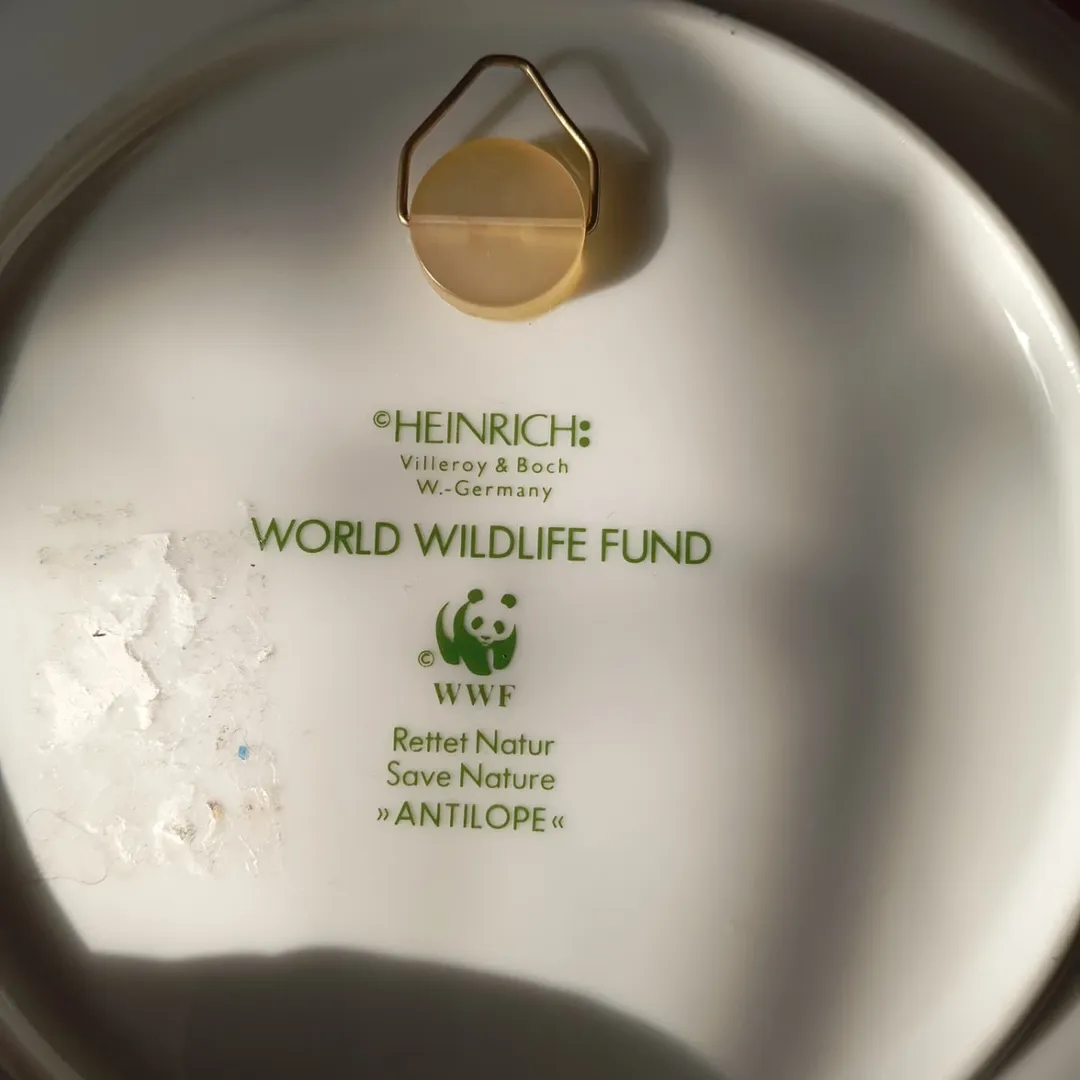 ©HEINRICH:
Villeroy & Boch
W.-Germany
WORLD WILDLIFE FUND
©
WWF
Rettet Natur
Save Nature
»ANTILOPE«